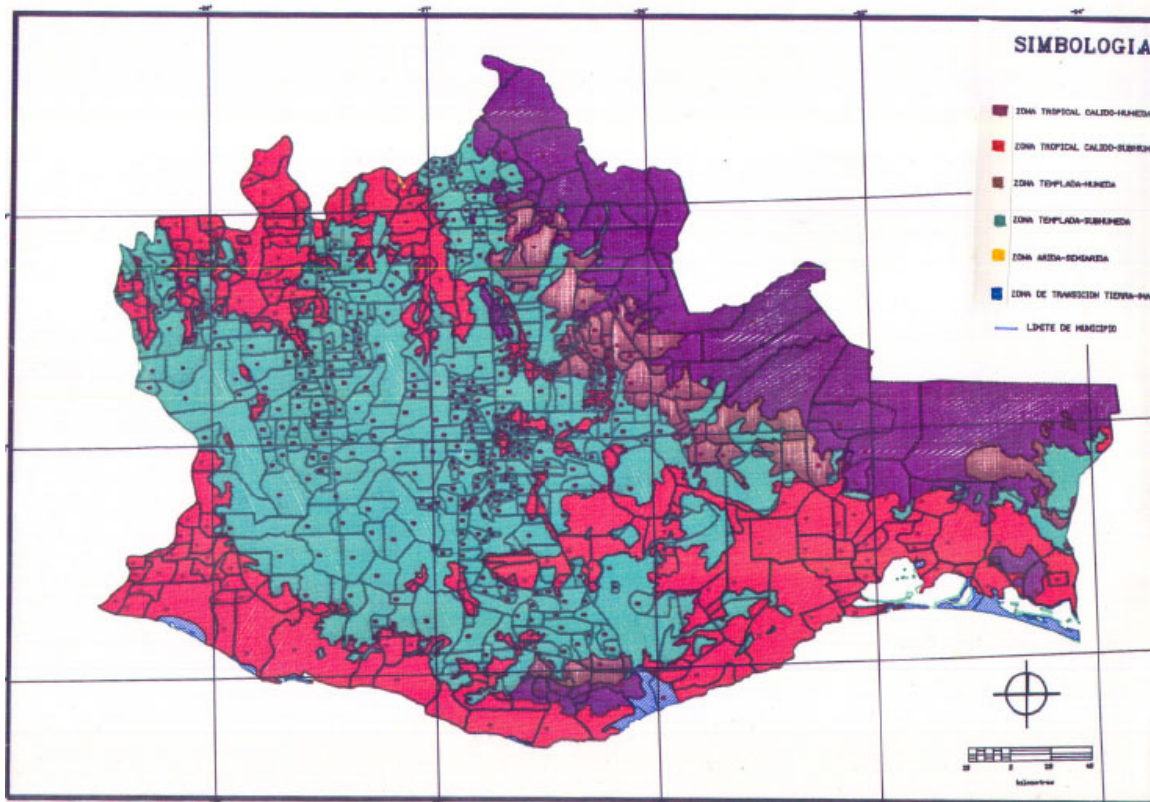 SIMBOLOGIA
ZONA TROPICAL CALIDO-HUMEDA
ZONA TROPICAL CALIDO-SUBHUM
ZONA TEMPLADA-HUMEDA
ZONA TEMPLADA-SUBHUMEDA
ZONA ARIDA-SEMIARIDA
ZONA DE TRANSICION TIERRA-MA
LIMITE DE MUNICIPIO
kilometros